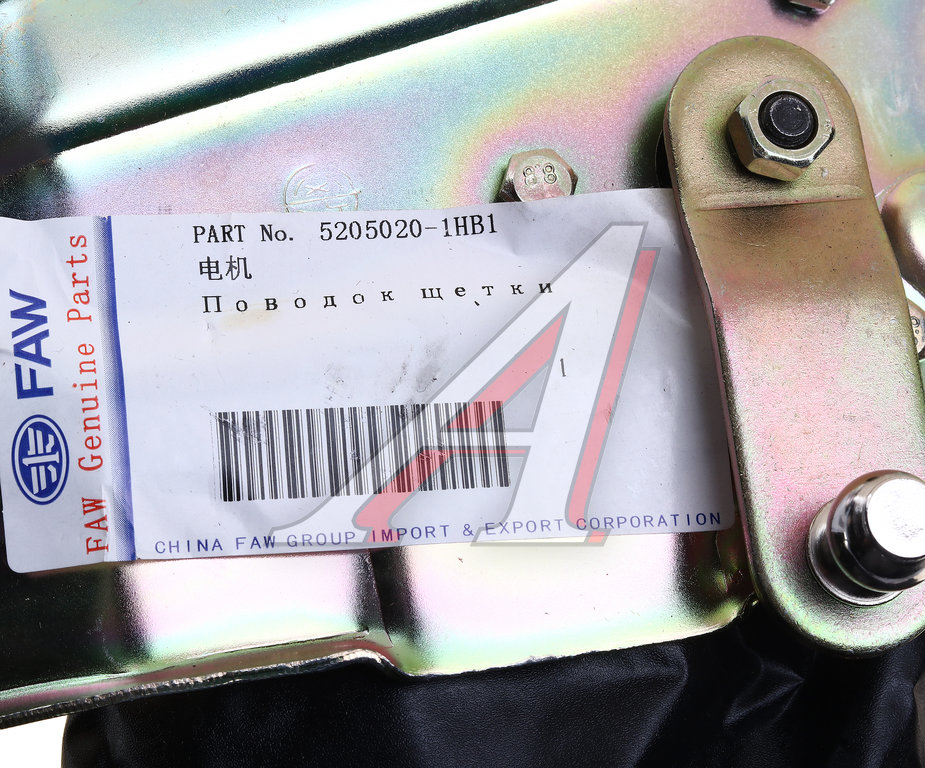 PART No. 5205020-1HB1
电机
Поводок щетки
CHINA FAW GROUP IMPORT & EXPORT CORPORATION
FAW
FAW Genuine Parts
8.8